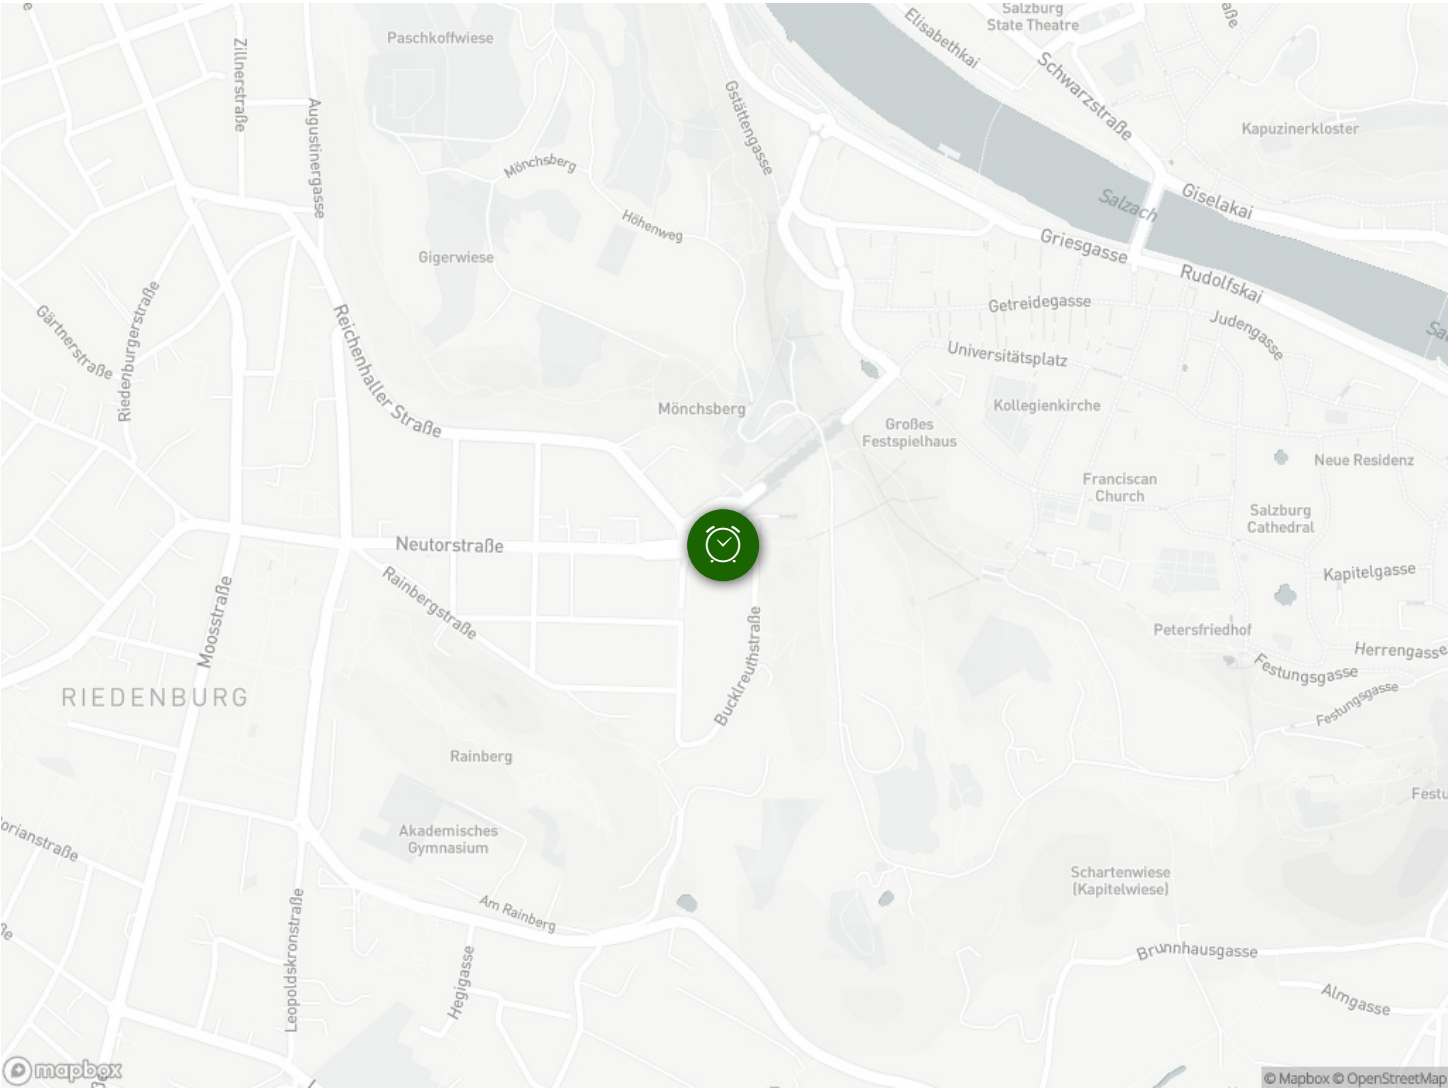 Salzburg
State Theatre
Elisabethkai
Schwarzstraße
Paschkoffwiese
Zillnerstraße
Augustinergasse
Gstättengasse
Kapuzinerkloster
Mönchsberg
Höhenweg
Salzach
Giselakai
Griesgasse
Rudolfskai
Gigerwiese
Getreidegasse
Judengasse
Riedenburgerstraße
Gärtnerstraße
Reichenhaller Straße
Universitätsplatz
Mönchsberg
Kollegienkirche
Großes
Festspielhaus
Neue Residenz
Franciscan
Church
Salzburg
Cathedral
Neutorstraße
Kapitelgasse
Rainbergstraße
Moosstraße
Bucklreuthstraße
Petersfriedhof
Herrengasse
Festungsgasse
Festungsgasse
RIEDENBURG
Rainberg
Festu
Akademisches
Gymnasium
orianstraße
Schartenwiese
(Kapitelwiese)
Am Rainberg
Leopoldskronstraße
Hegigasse
Brunnhausgasse
Almgasse
mapbox
© Mapbox © OpenStreetMap